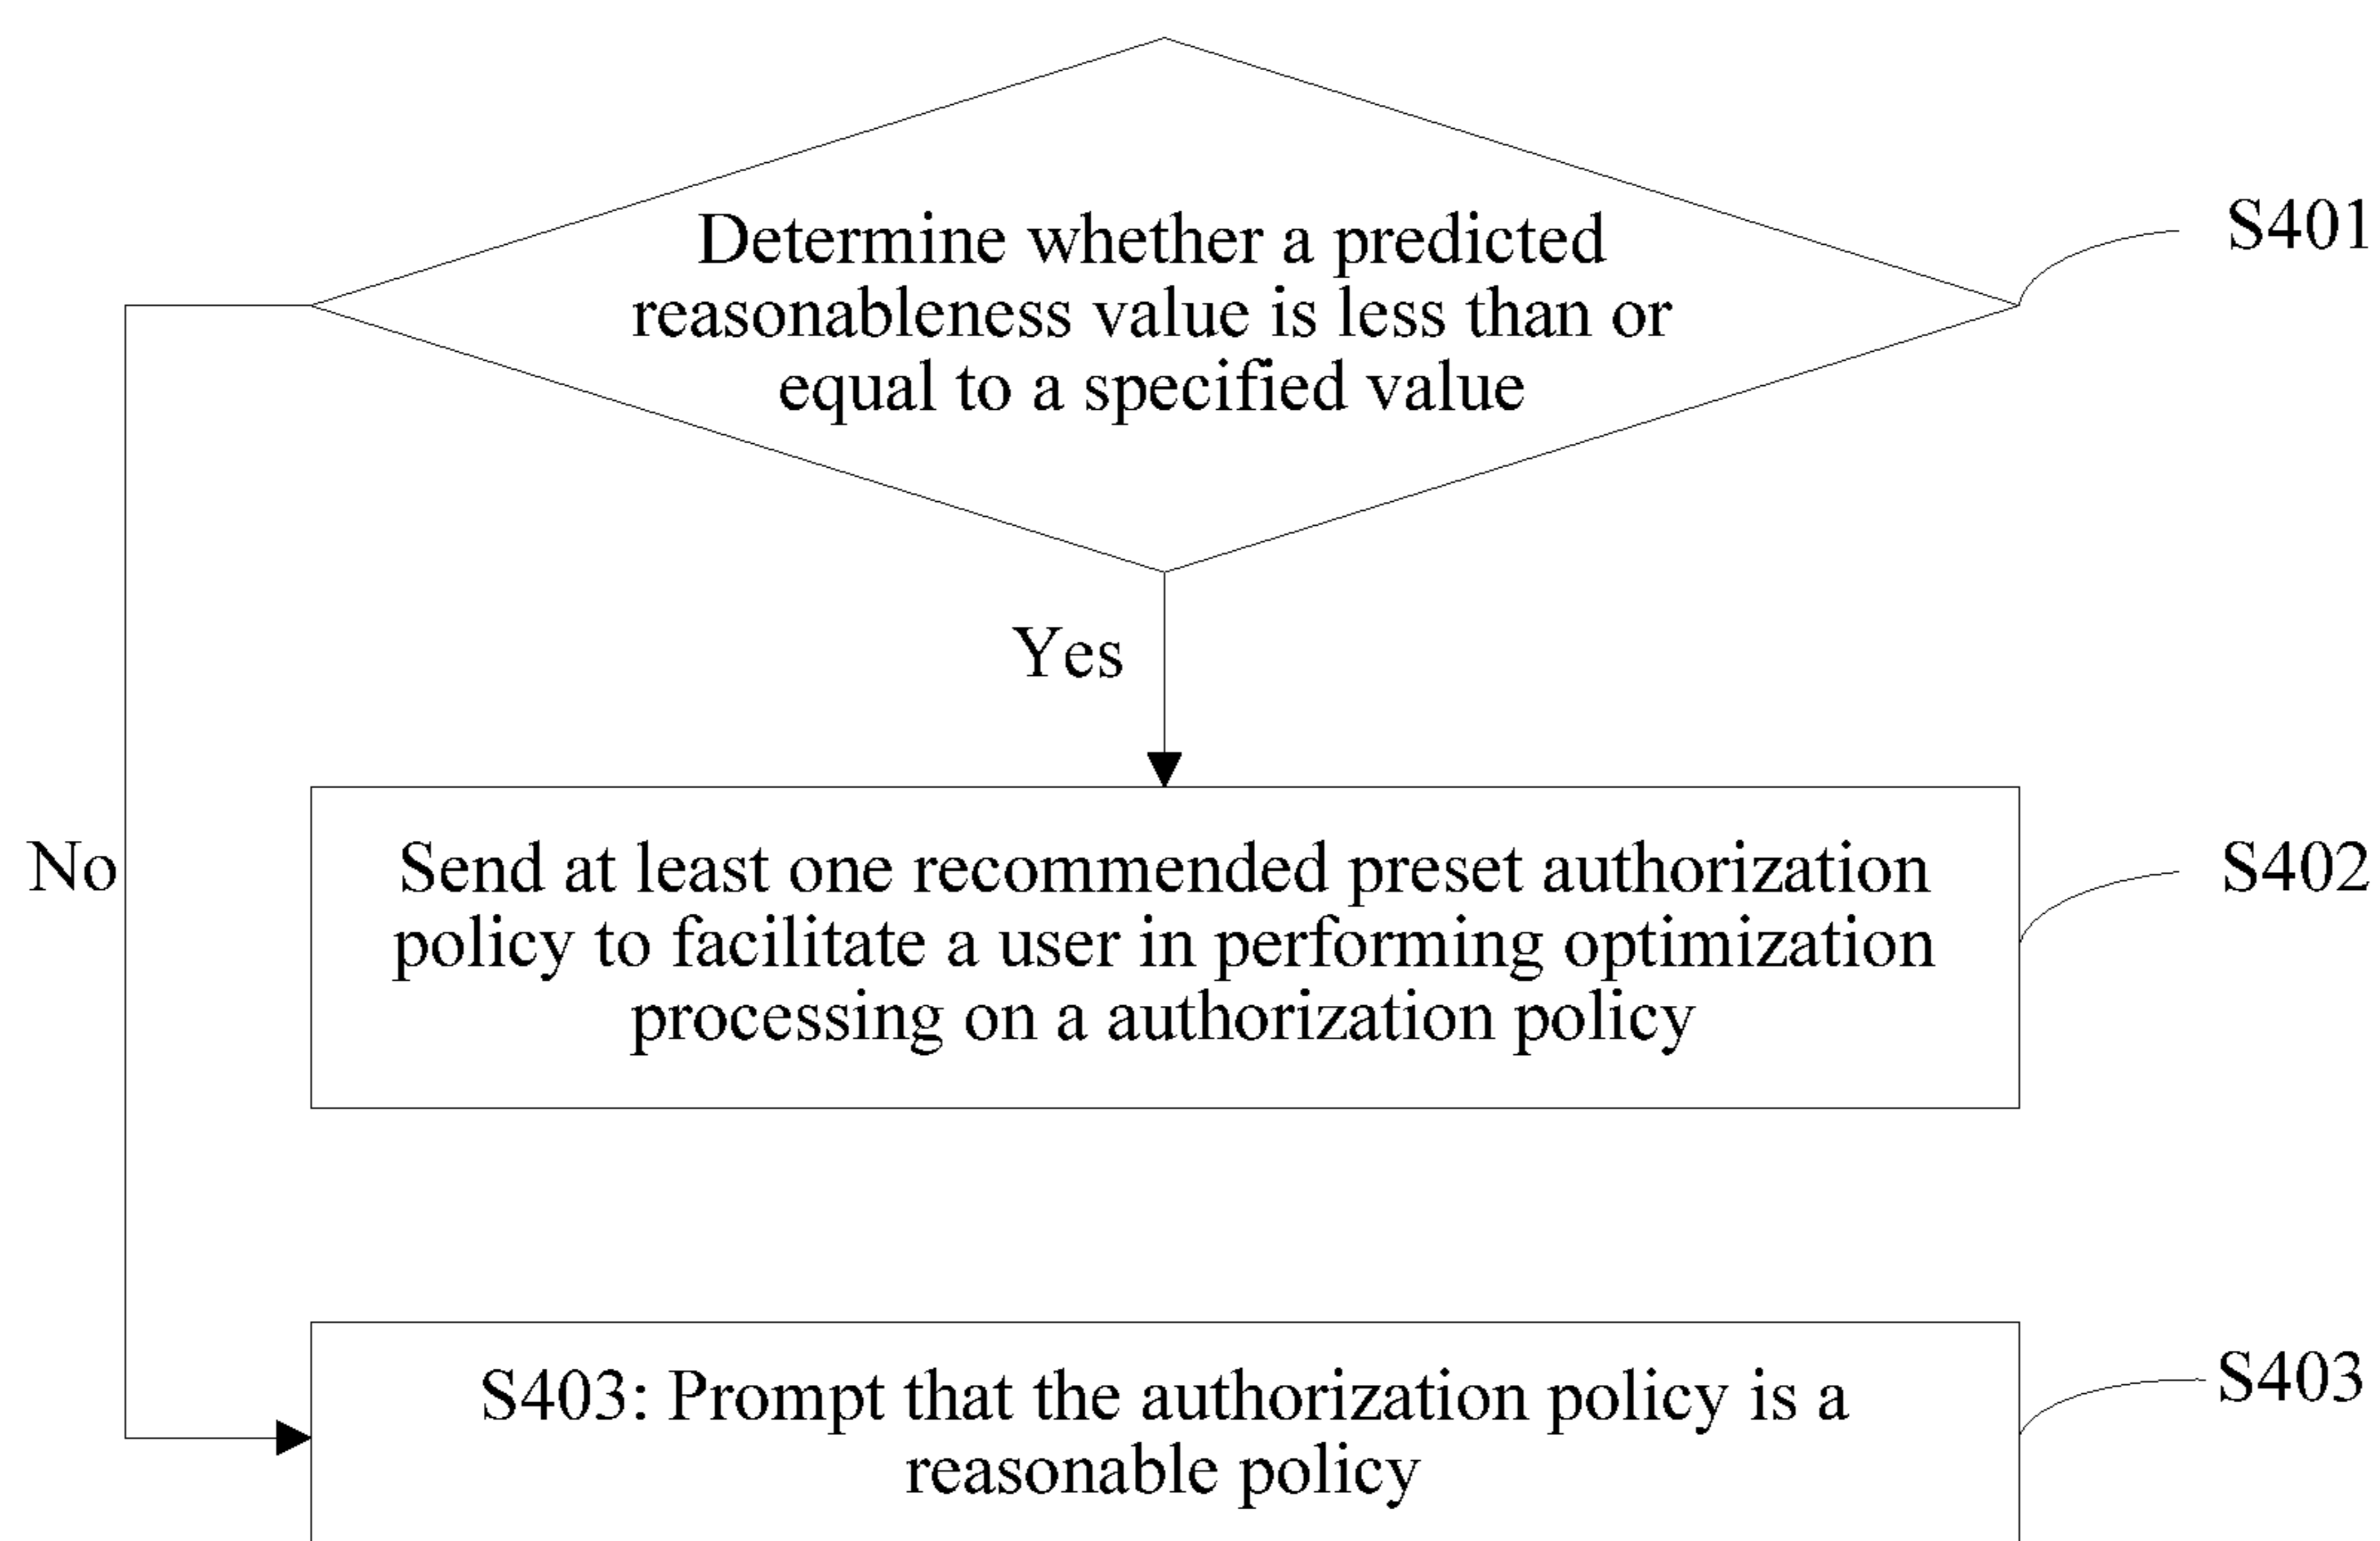 Determine whether a predicted
reasonableness value is less than or
equal to a specified value
S401
Yes
No
Send at least one recommended preset authorization
policy to facilitate a user in performing optimization
processing on a authorization policy
S402
S403: Prompt that the authorization policy is a
reasonable policy
S403